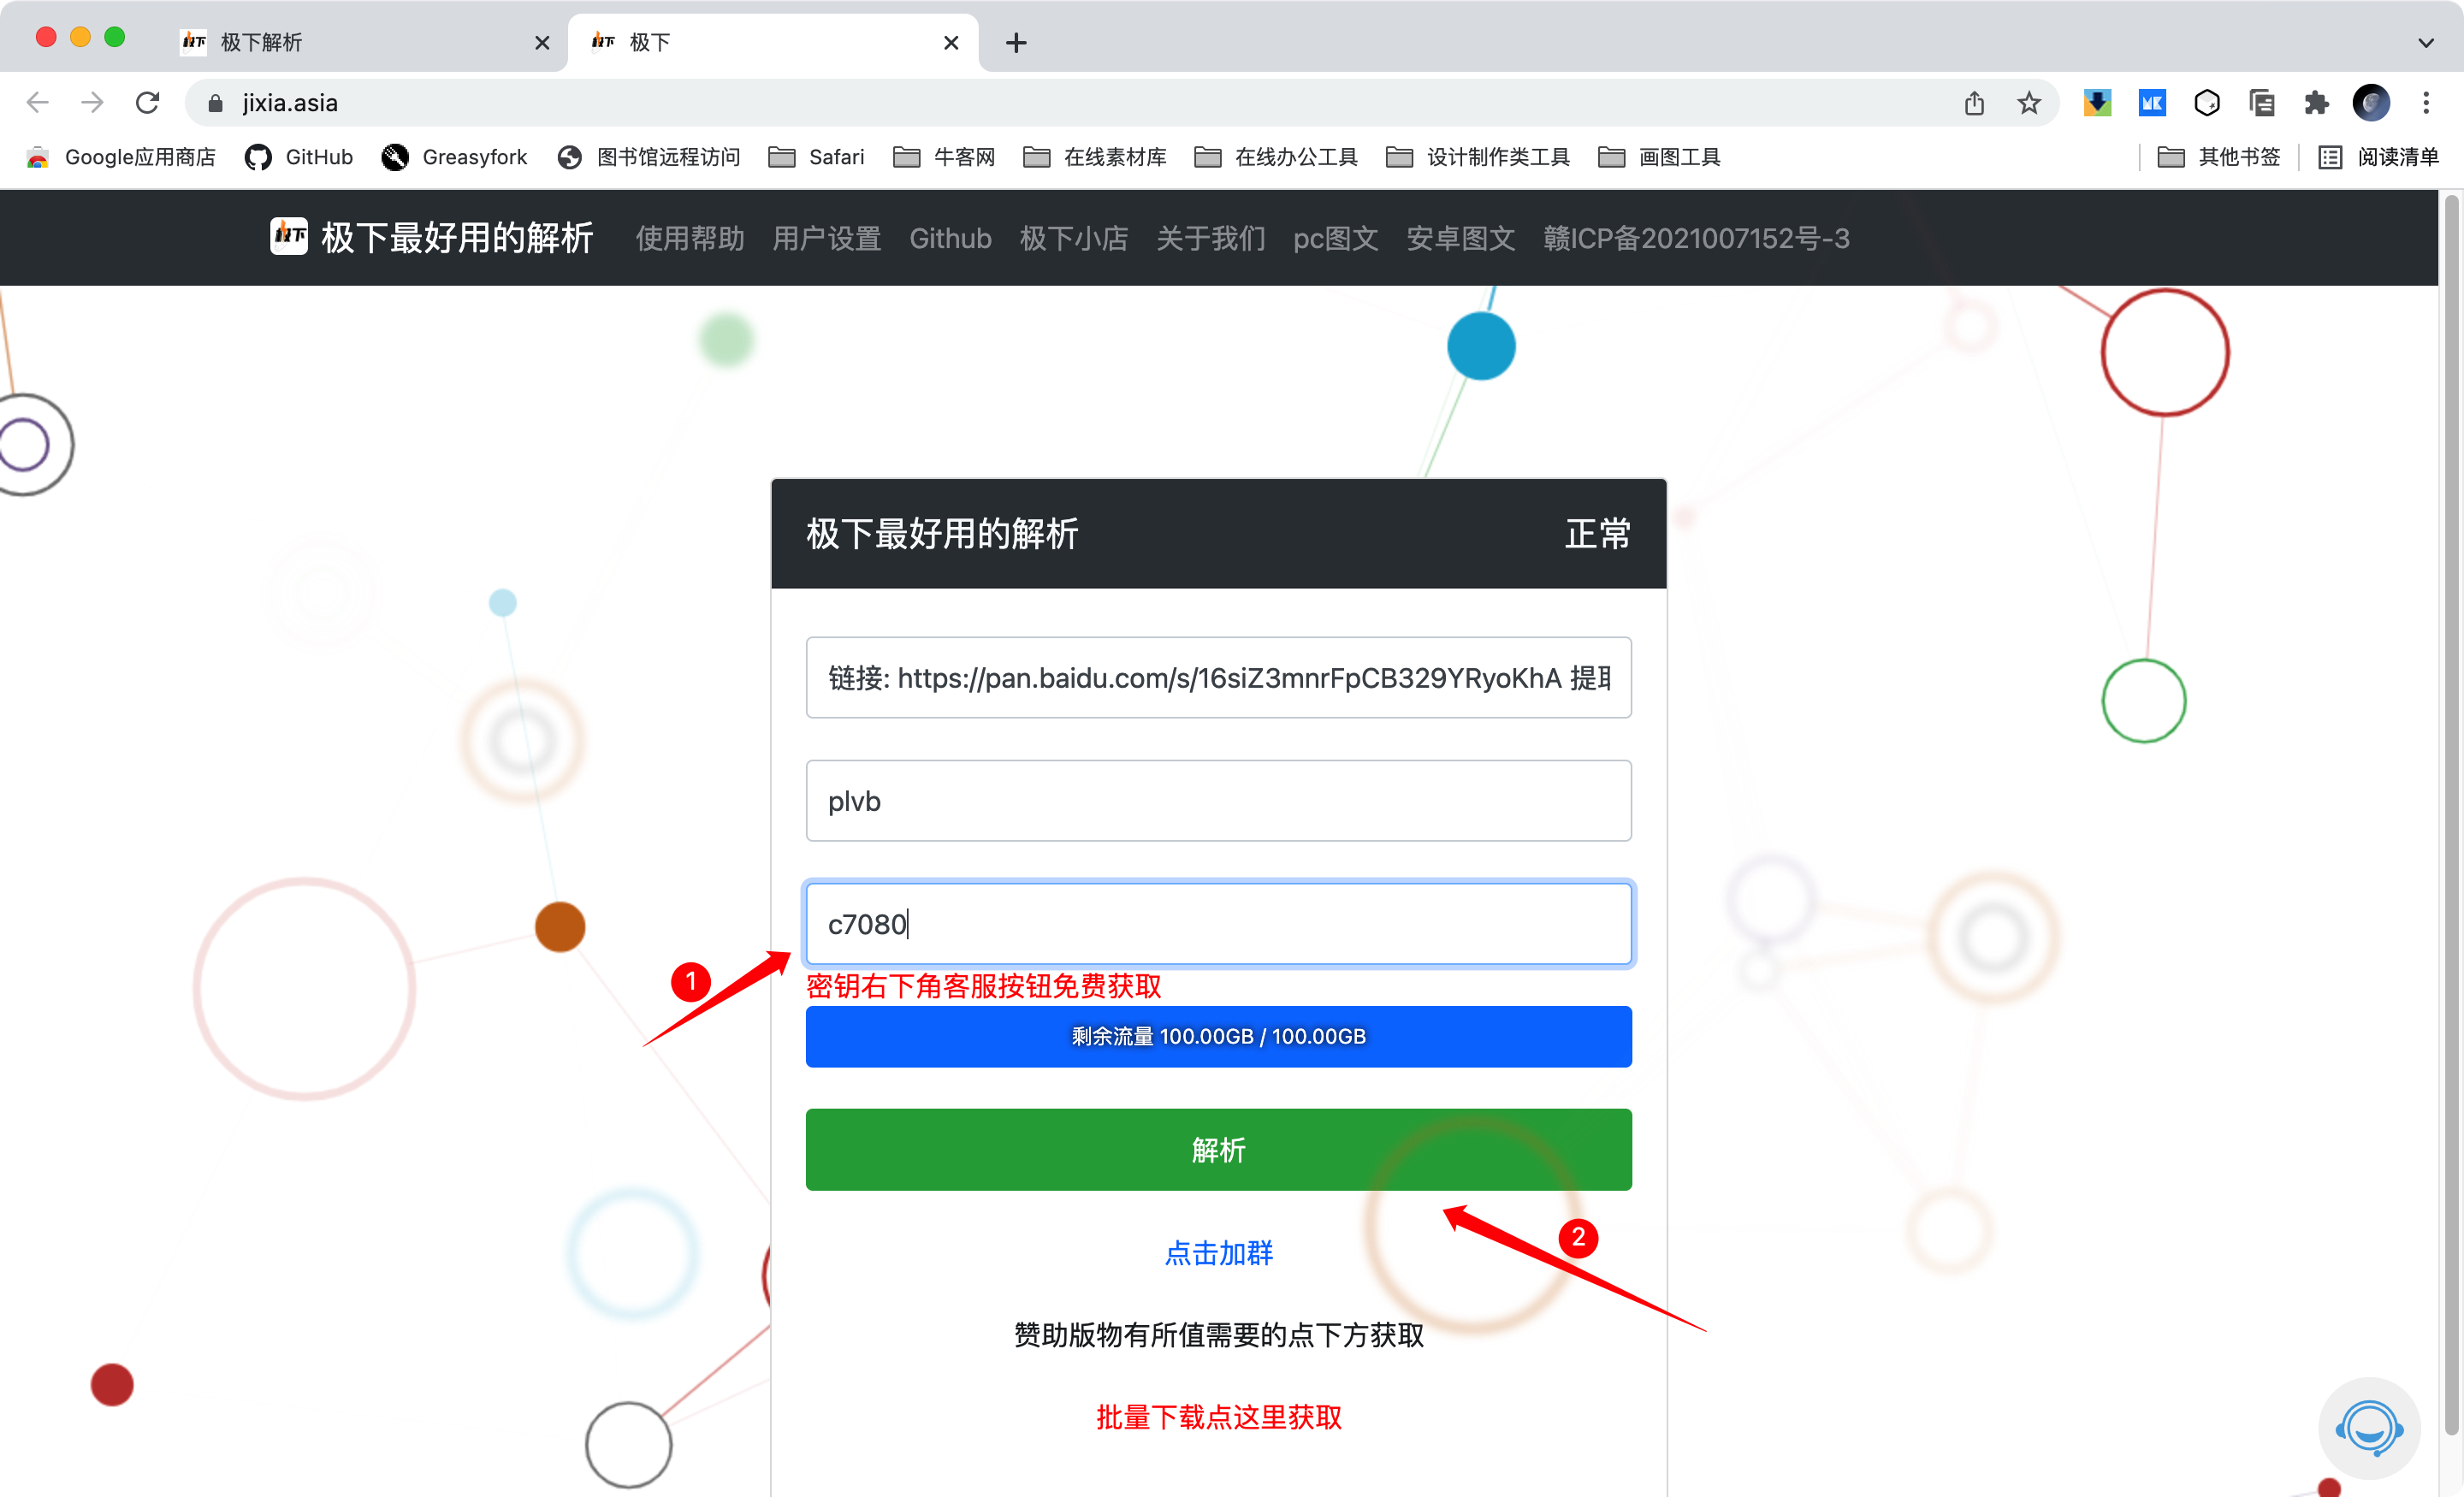 极下解析
极下
jixia.asia
Google应用商店 GitHub Greasyfork 图书馆远程访问 Safari 牛客网 在线素材库 在线办公工具 设计制作类工具 画图工具 其他书签 阅读清单
极下最好用的解析 使用帮助 用户设置 Github 极下小店 关于我们 pc图文 安卓图文 赣ICP备2021007152号-3
极下最好用的解析 正常
链接: https://pan.baidu.com/s/16siZ3mnrFpCB329YRyoKhA 提取
plvb
c7080
1
密钥右下角客服按钮免费获取
剩余流量 100.00GB / 100.00GB
解析
2
点击加群
赞助版物有所值需要的点下方获取
批量下载点这里获取